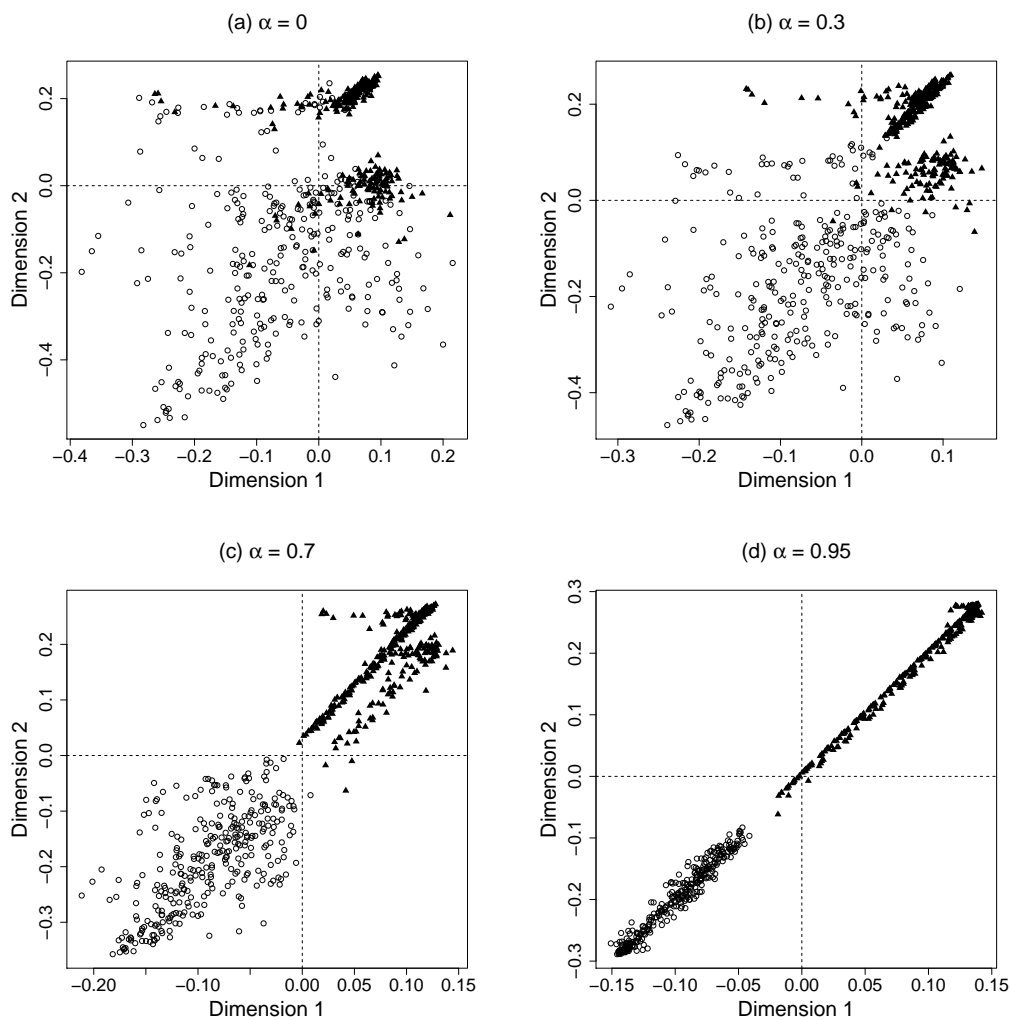 (a) α = 0
Dimension 2
0.2
0.0
−0.2
−0.4
−0.4 −0.3 −0.2 −0.1 0.0 0.1 0.2
Dimension 1
(b) α = 0.3
Dimension 2
0.2
0.0
−0.2
−0.4
−0.3 −0.2 −0.1 0.0 0.1
Dimension 1
(c) α = 0.7
Dimension 2
0.2
0.1
0.0
−0.1
−0.2
−0.3
−0.20 −0.10 0.00 0.05 0.10 0.15
Dimension 1
(d) α = 0.95
Dimension 2
0.3
0.2
0.1
0.0
−0.1
−0.2
−0.3
−0.15 −0.10 −0.05 0.00 0.05 0.10 0.15
Dimension 1